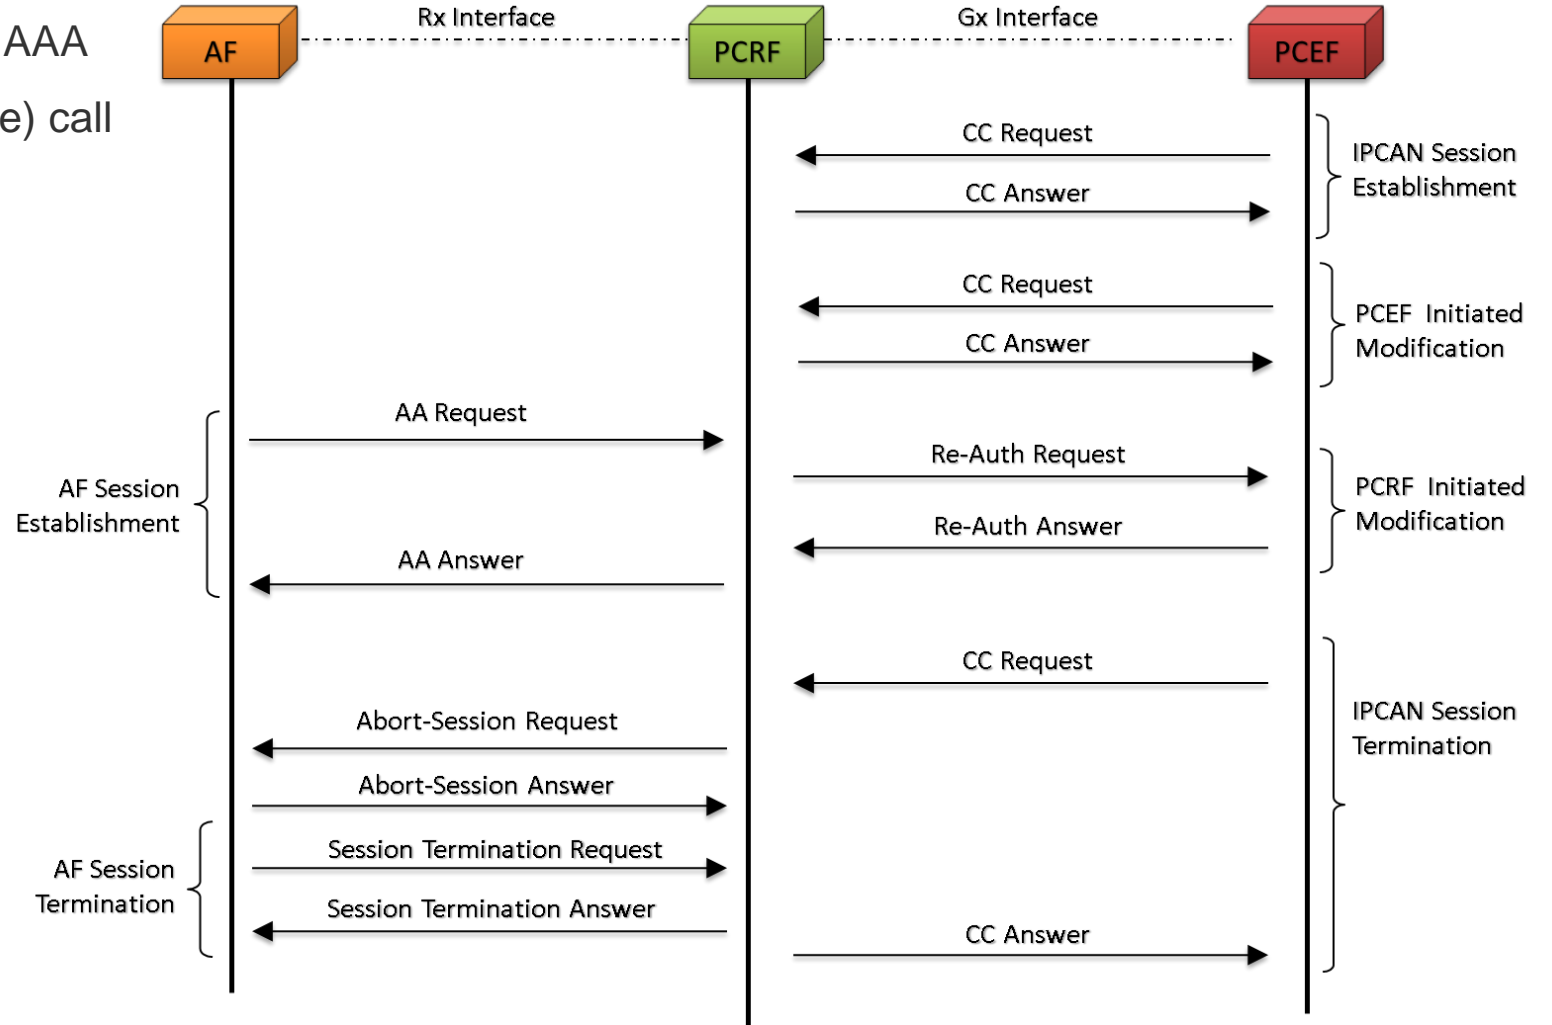 AAA
e) call
Rx Interface
Gx Interface
AF
PCRF
PCEF
CC Request
CC Answer
IPCAN Session
Establishment
CC Request
CC Answer
PCEF Initiated
Modification
AA Request
AF Session
Establishment
AA Answer
Re-Auth Request
Re-Auth Answer
PCRF Initiated
Modification
CC Request
IPCAN Session
Termination
Abort-Session Request
Abort-Session Answer
Session Termination Request
AF Session
Termination
Session Termination Answer
CC Answer